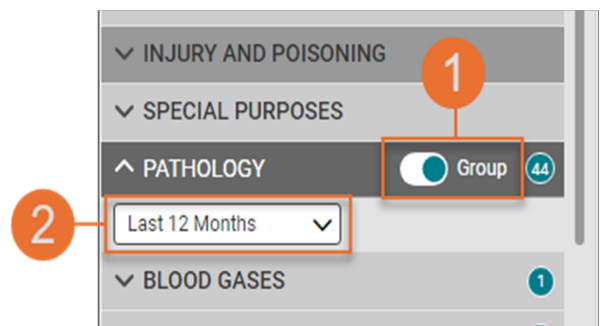 INJURY AND POISONING
1
SPECIAL PURPOSES
PATHOLOGY Group 44
2 Last 12 Months
BLOOD GASES 1